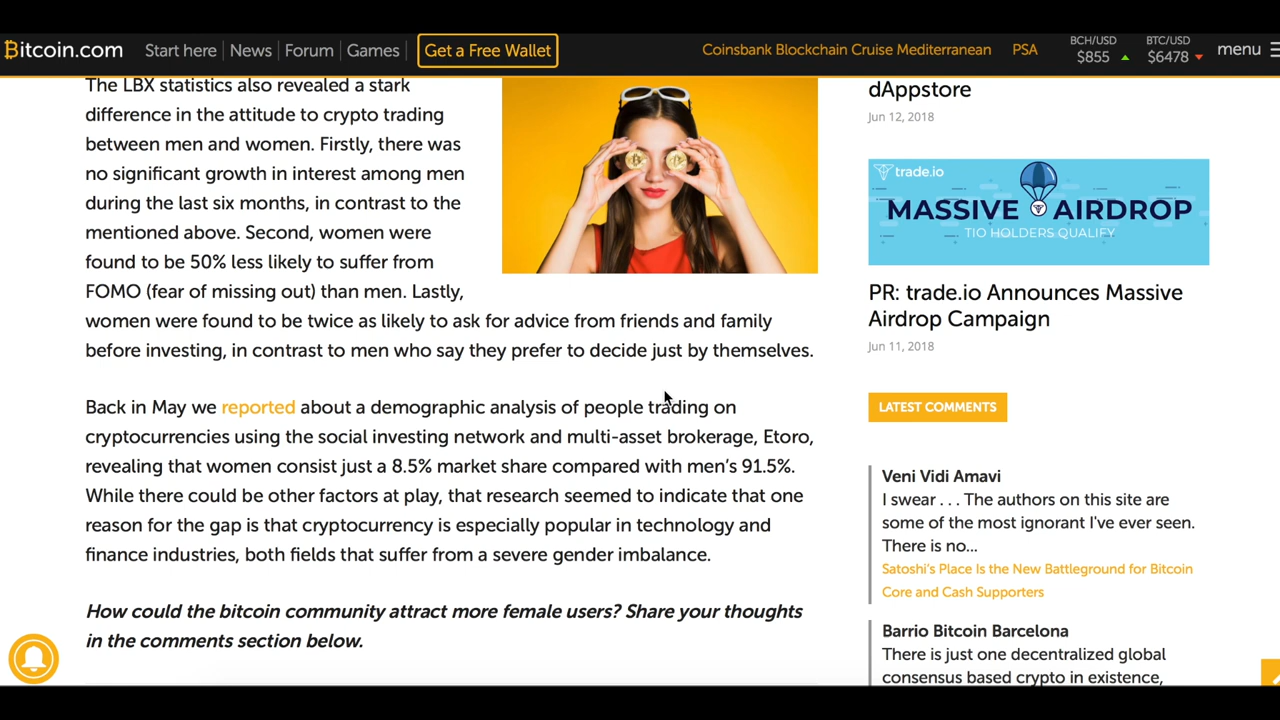 Bitcoin.com Start here News Forum Games Get a Free Wallet Coinsbank Blockchain Cruise Mediterranean PSA BCH/USD $855 BTC/USD $6478 menu
The LBX statistics also revealed a stark
difference in the attitude to crypto trading
between men and women. Firstly, there was
no significant growth in interest among men
during the last six months, in contrast to the
mentioned above. Second, women were
found to be 50% less likely to suffer from
FOMO (fear of missing out) than men. Lastly,
women were found to be twice as likely to ask for advice from friends and family
before investing, in contrast to men who say they prefer to decide just by themselves.
Back in May we reported about a demographic analysis of people trading on
cryptocurrencies using the social investing network and multi-asset brokerage, Etoro,
revealing that women consist just a 8.5% market share compared with men's 91.5%.
While there could be other factors at play, that research seemed to indicate that one
reason for the gap is that cryptocurrency is especially popular in technology and
finance industries, both fields that suffer from a severe gender imbalance.
How could the bitcoin community attract more female users? Share your thoughts
in the comments section below.
dAppstore
Jun 12, 2018
trade.io
MASSIVE AIRDROP
TIO HOLDERS QUALIFY
PR: trade.io Announces Massive
Airdrop Campaign
Jun 11, 2018
LATEST COMMENTS
Veni Vidi Amavi
I swear . . . The authors on this site are
some of the most ignorant I've ever seen.
There is no...
Satoshi's Place Is the New Battleground for Bitcoin
Core and Cash Supporters
Barrio Bitcoin Barcelona
There is just one decentralized global
consensus based crypto in existence,